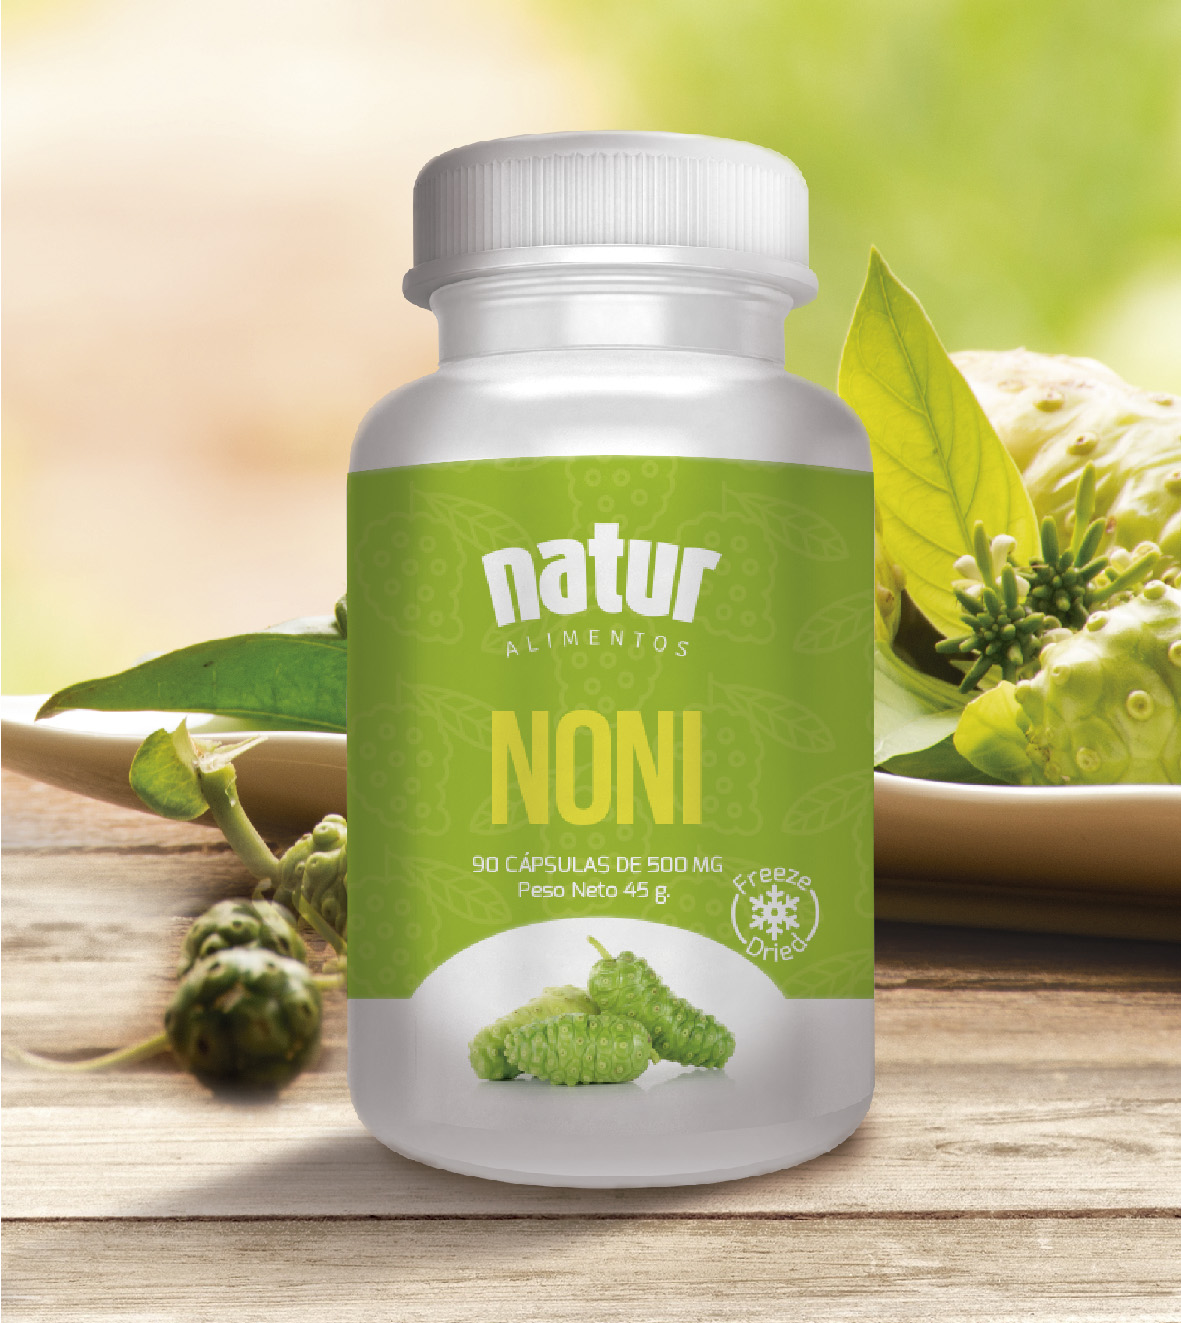 natur
ALIMENTOS
NONI
90 CÁPSULAS DE 500 MG
Peso Neto 45 g.
Freeze
Dried